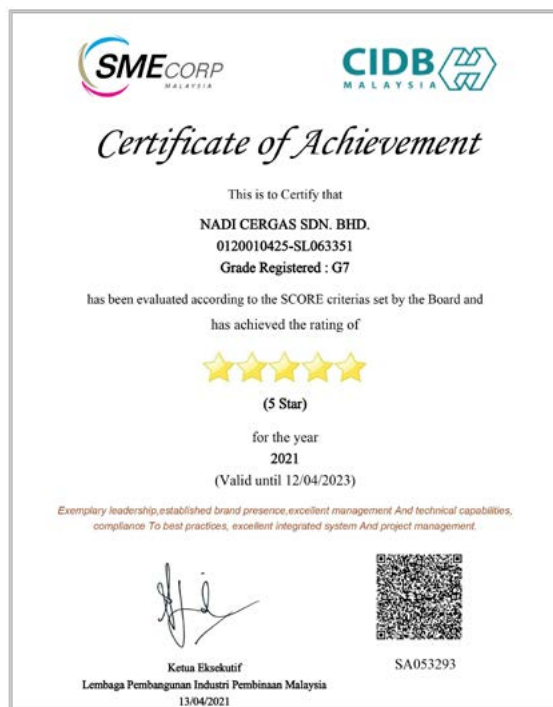 SMECORP
MALAYSIA
CIDB
MALAYSIA
Certificate of Achievement
This is to Certify that
NADI CERGAS SDN. BHD.
0120010425-SL063351
Grade Registered : G7
has been evaluated according to the SCORE criterias set by the Board and
has achieved the rating of
(5 Star)
for the year
2021
(Valid until 12/04/2023)
Exemplary leadership,established brand presence,excellent management And technical capabilities,
compliance To best practices, excellent integrated system And project management.
SA053293
Ketua Eksekutif
Lembaga Pembangunan Industri Pembinaan Malaysia
13/04/2021